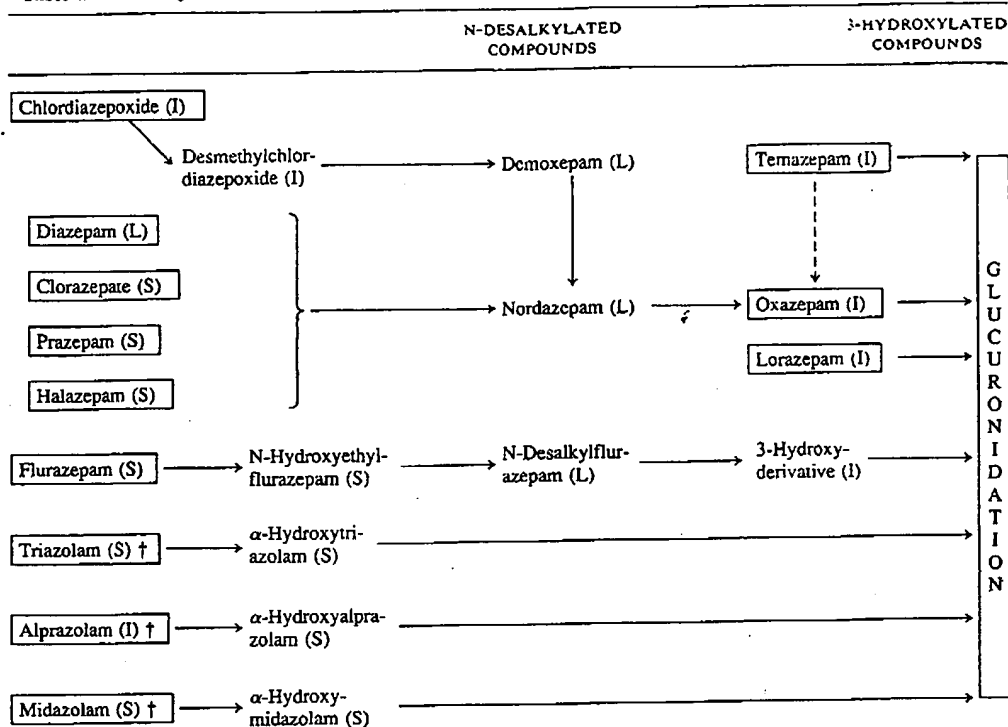 N-DESALKYLATED
COMPOUNDS
3-HYDROXYLATED
COMPOUNDS
Chlordiazepoxide (I)
Desmethylchlor-
diazepoxide (I)
Demoxepam (L)
Temazepam (I)
Diazepam (L)
Clorazepate (S)
Prazepam (S)
Halazepam (S)
Nordazepam (L)
Oxazepam (I)
Lorazepam (I)
Flurazepam (S)
N-Hydroxyethyl-
flurazepam (S)
N-Desalkylflur-
azepam (L)
3-Hydroxy-
derivative (I)
Triazolam (S) †
α-Hydroxytri-
azolam (S)
Alprazolam (I) †
α-Hydroxyalpra-
zolam (S)
Midazolam (S) †
α-Hydroxy-
midazolam (S)
GLUCURONIDATION